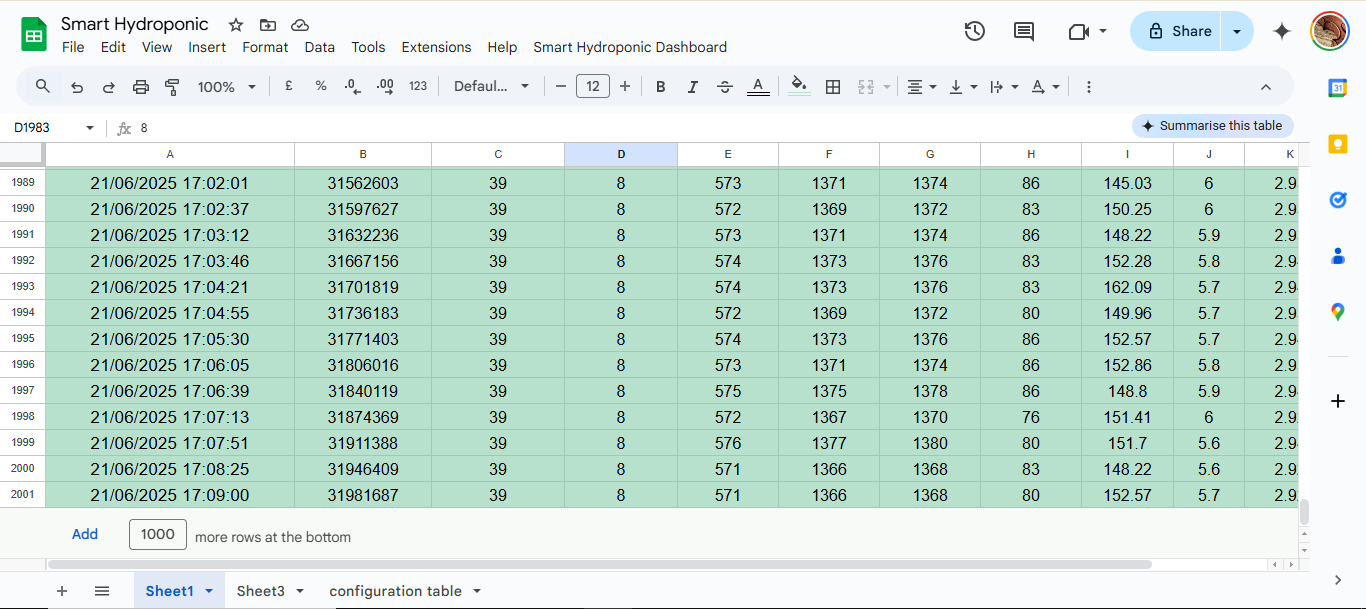 Smart Hydroponic
File Edit View Insert Format Data Tools Extensions Help Smart Hydroponic Dashboard
Share
100% £ % .0 .00 123 Defaul... 12 B I S A A
D1983 fx 8
Summarise this table
31
A B C D E F G H I J K
1989 21/06/2025 17:02:01 31562603 39 8 573 1371 1374 86 145.03 6 2.9
1990 21/06/2025 17:02:37 31597627 39 8 572 1369 1372 83 150.25 6 2.9
1991 21/06/2025 17:03:12 31632236 39 8 573 1371 1374 86 148.22 5.9 2.9
1992 21/06/2025 17:03:46 31667156 39 8 574 1373 1376 83 152.28 5.8 2.9
1993 21/06/2025 17:04:21 31701819 39 8 574 1373 1376 83 162.09 5.7 2.9
1994 21/06/2025 17:04:55 31736183 39 8 572 1369 1372 80 149.96 5.7 2.9
1995 21/06/2025 17:05:30 31771403 39 8 574 1373 1376 86 152.57 5.7 2.9
1996 21/06/2025 17:06:05 31806016 39 8 573 1371 1374 86 152.86 5.8 2.9
1997 21/06/2025 17:06:39 31840119 39 8 575 1375 1378 86 148.8 5.9 2.9
1998 21/06/2025 17:07:13 31874369 39 8 572 1367 1370 76 151.41 6 2.9
1999 21/06/2025 17:07:51 31911388 39 8 576 1377 1380 80 151.7 5.6 2.9
2000 21/06/2025 17:08:25 31946409 39 8 571 1366 1368 83 148.22 5.6 2.9
2001 21/06/2025 17:09:00 31981687 39 8 571 1366 1368 80 152.57 5.7 2.9
Add 1000 more rows at the bottom
Sheet1 Sheet3 configuration table